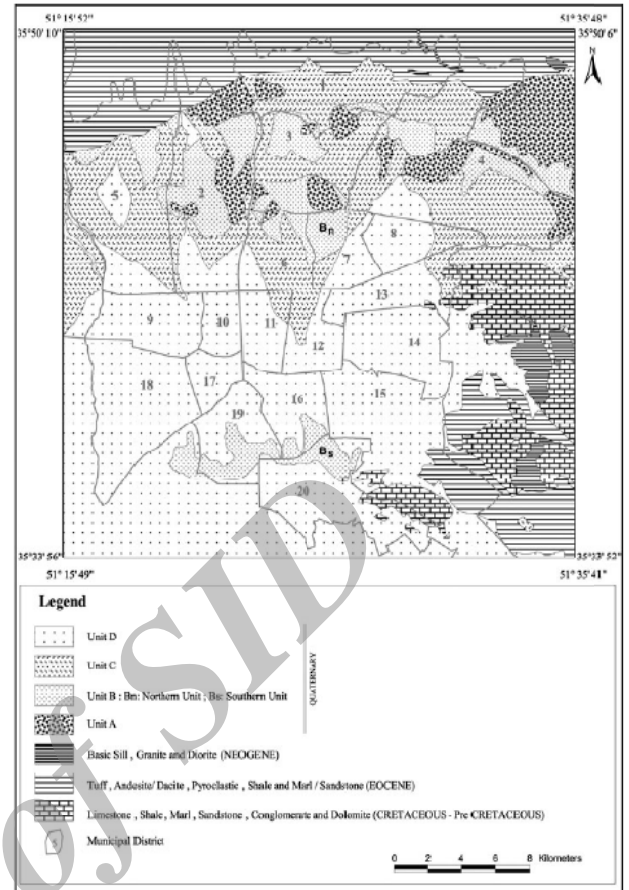 51° 15' 52"
51° 35' 48"
35° 50' 10"
35° 50' 6"
N
1
3
4
5
2
Bn
8
6
7
13
9
10
11
12
14
18
17
16
15
19
Bs
20
35° 33' 56"
51° 15' 49"
51° 35' 41"
Legend
Unit D
Unit C
Unit B : Bn: Northern Unit ; Bs: Southern Unit
QUATERNARY
Unit A
Basic Sill , Granite and Diorite (NEOGENE)
Tuff , Andesite/ Dacite , Pyroclastic , Shale and Marl / Sandstone (EOCENE)
Limestone , Shale , Marl , Sandstone , Conglomerate and Dolomite (CRETACEOUS - Pre CRETACEOUS)
5 Municipal District
0 2 4 6 8 Kilometers
of SID